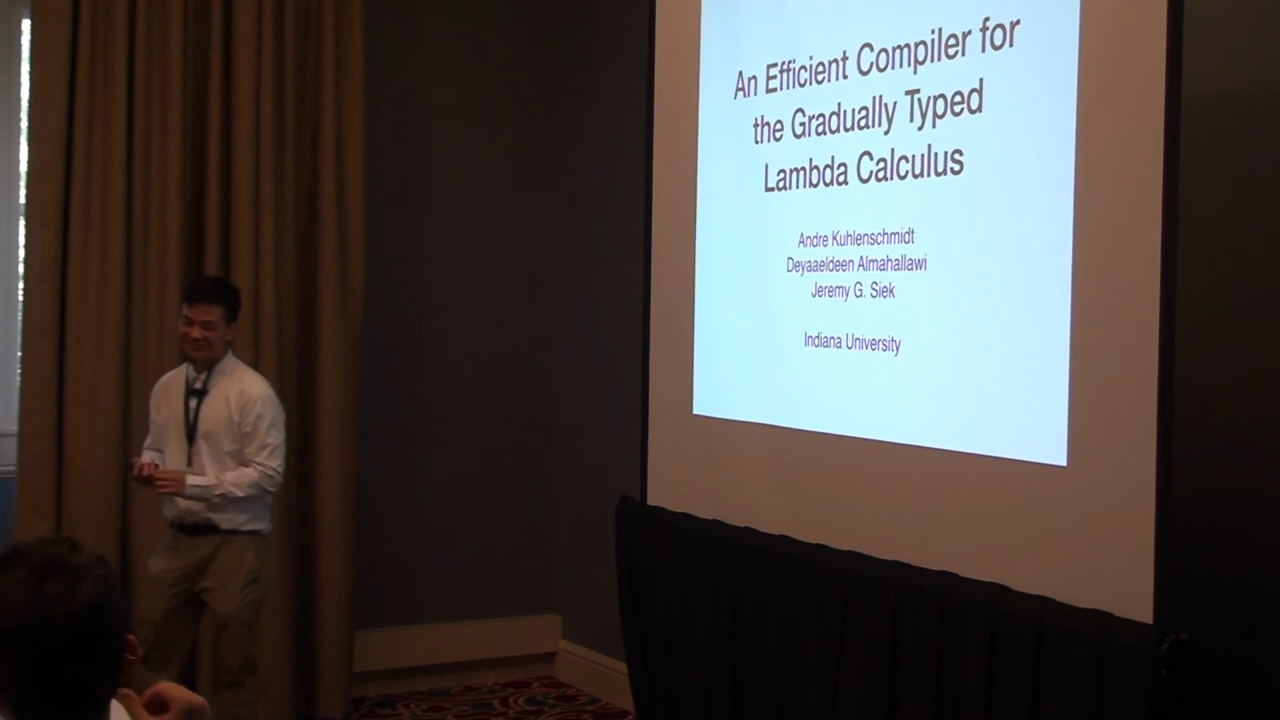 An Efficient Compiler for
the Gradually Typed
Lambda Calculus
Andre Kuhlenschmidt
Deyaaeldeen Almahallawi
Jeremy G. Siek
Indiana University